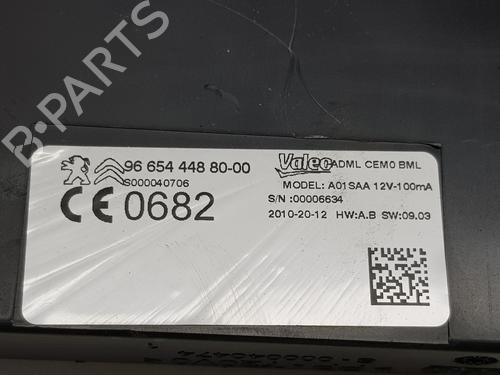 B-PARTS
96 654 448 80-00
S000040706
CE 0682
Valeo ADML CEM0 BML
MODEL: A01SAA 12V-100mA
S/N :00006634
2010-20-12 HW:A.B SW:09.03